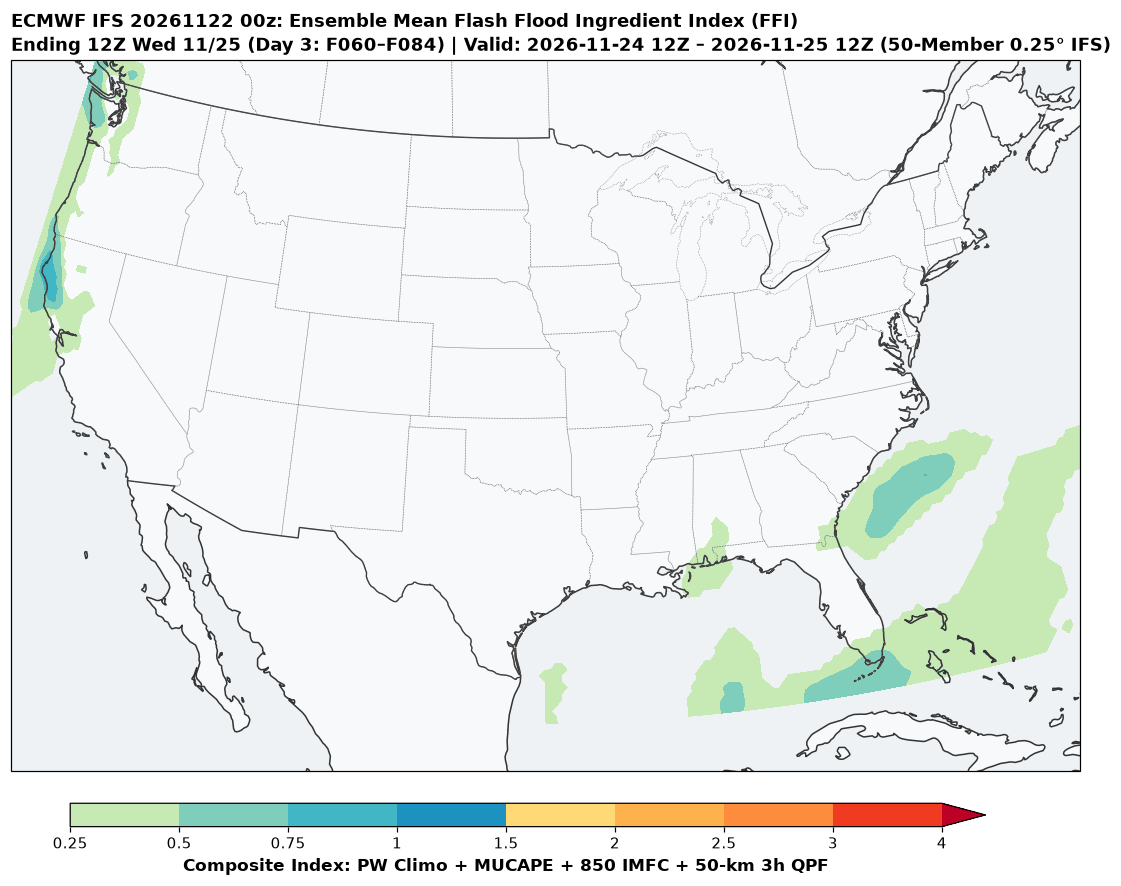 ECMWF IFS 20261122 00z: Ensemble Mean Flash Flood Ingredient Index (FFI)
Ending 12Z Wed 11/25 (Day 3: F060–F084) | Valid: 2026-11-24 12Z – 2026-11-25 12Z (50-Member 0.25° IFS)
0.25 0.5 0.75 1 1.5 2 2.5 3 4
Composite Index: PW Climo + MUCAPE + 850 IMFC + 50-km 3h QPF